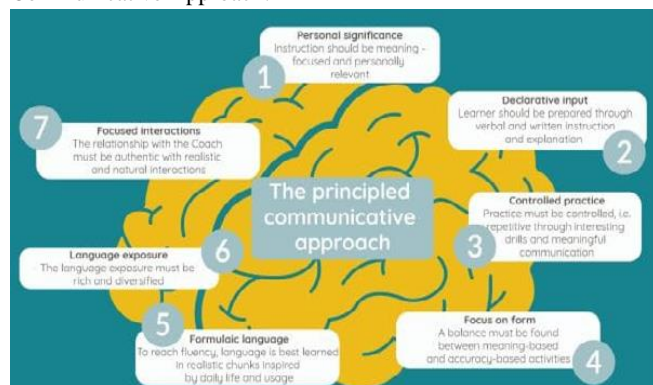 Personal significance
Instruction should be meaning -
focused and personally
relevant
1
Declarative input
Learner should be prepared through
verbal and written instruction
and explanation
2
Controlled practice
Practice must be controlled, i.e.
repetitive through interesting
drills and meaningful
communication
3
Focus on form
A balance must be found
between meaning-based
and accuracy-based activities
4
5
Formulaic language
To reach fluency, language is best learned
in realistic chunks inspired
by daily life and usage
6
Language exposure
The language exposure must be
rich and diversified
7
Focused interactions
The relationship with the Coach
must be authentic with realistic
and natural interactions
The principled
communicative
approach